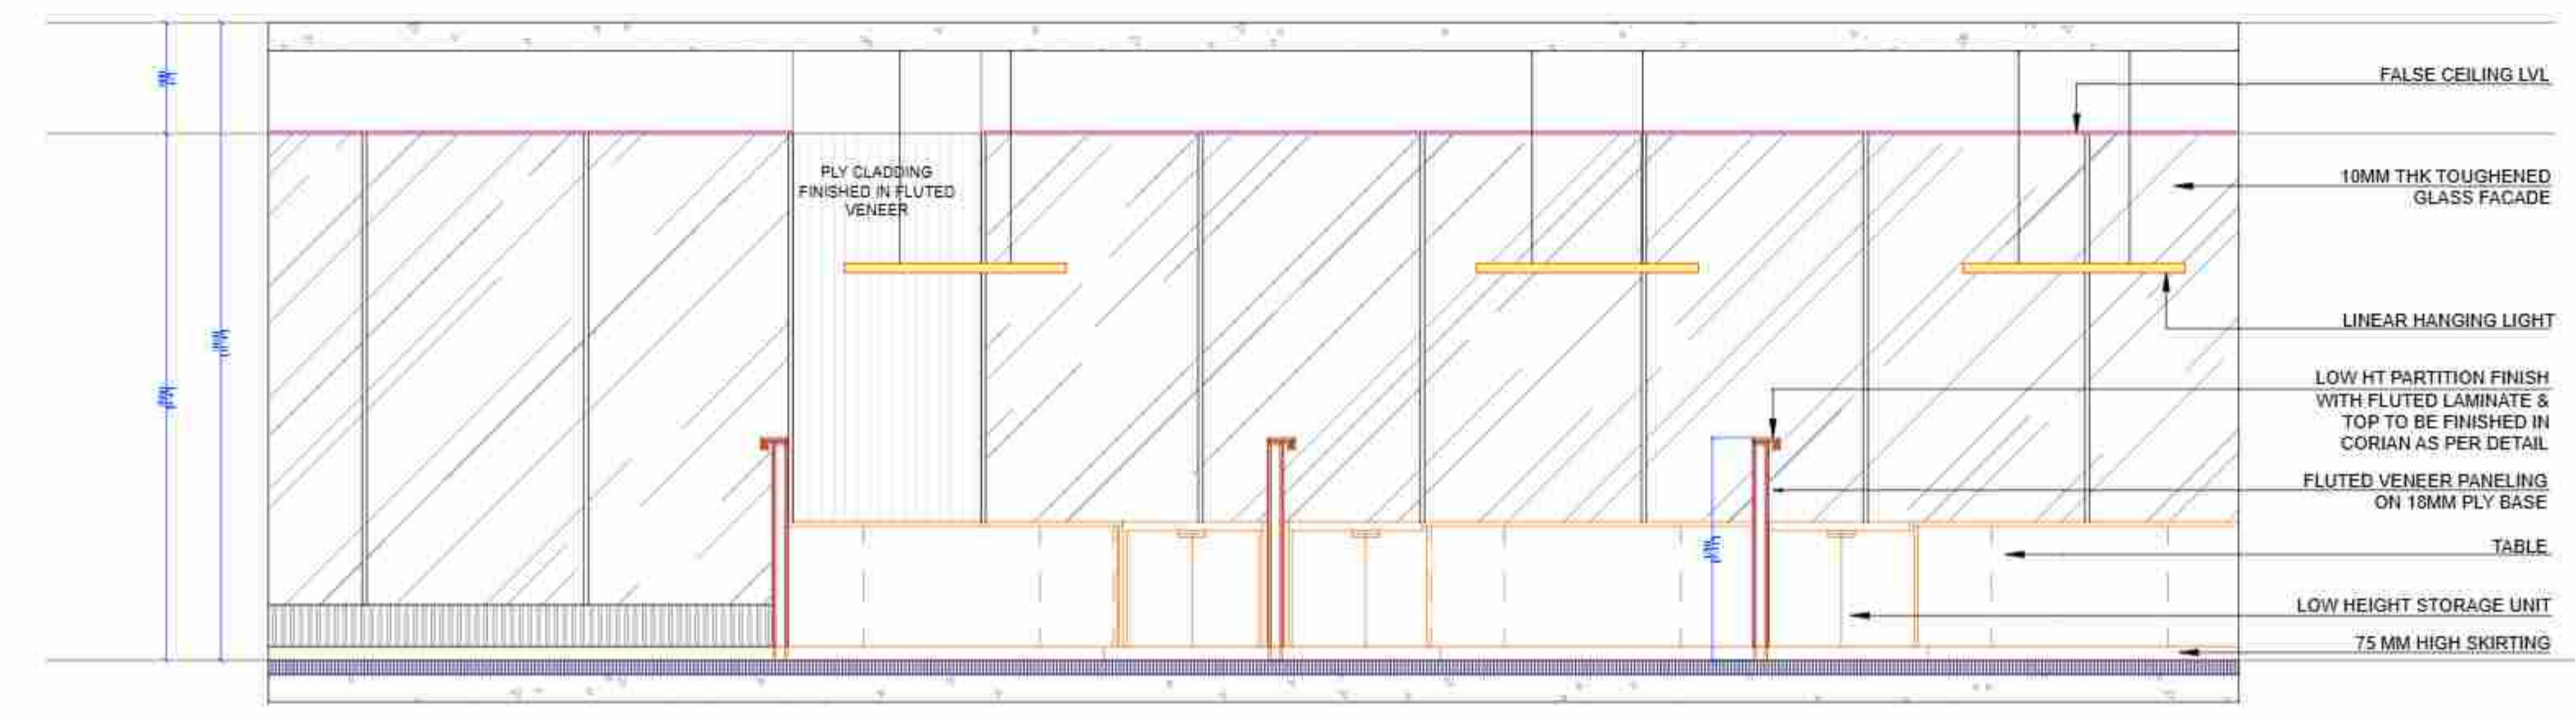 FALSE CEILING LVL
PLY CLADDING
FINISHED IN FLUTED
VENEER
10MM THK TOUGHENED
GLASS FACADE
LINEAR HANGING LIGHT
LOW HT PARTITION FINISH
WITH FLUTED LAMINATE &
TOP TO BE FINISHED IN
CORIAN AS PER DETAIL
FLUTED VENEER PANELING
ON 18MM PLY BASE
TABLE
LOW HEIGHT STORAGE UNIT
75 MM HIGH SKIRTING